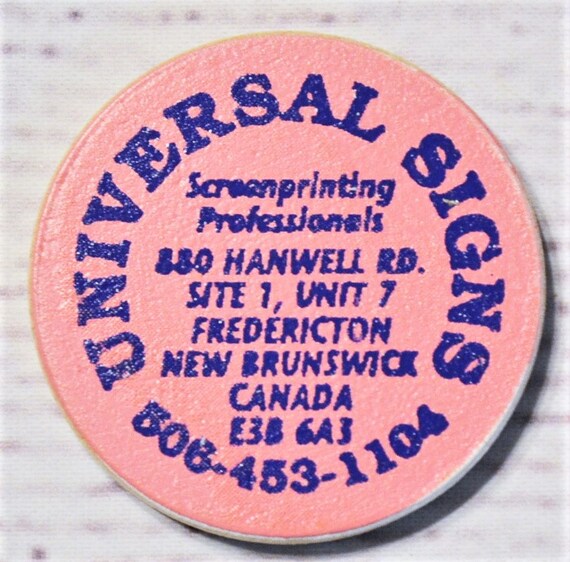 UNIVERSAL SIGNS
Screenprinting
Professionals
880 HANWELL RD.
SITE 1, UNIT 7
FREDERICTON
NEW BRUNSWICK
CANADA
E3B 6A3
506-453-1104